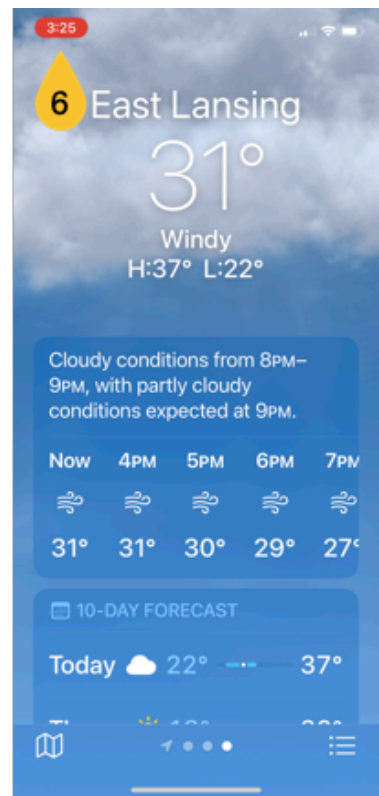 3:25
6
East Lansing
31°
Windy
H:37° L:22°
Cloudy conditions from 8PM–
9PM, with partly cloudy
conditions expected at 9PM.
Now 4PM 5PM 6PM 7PM
31° 31° 30° 29° 27°
10-DAY FORECAST
Today 22° 37°